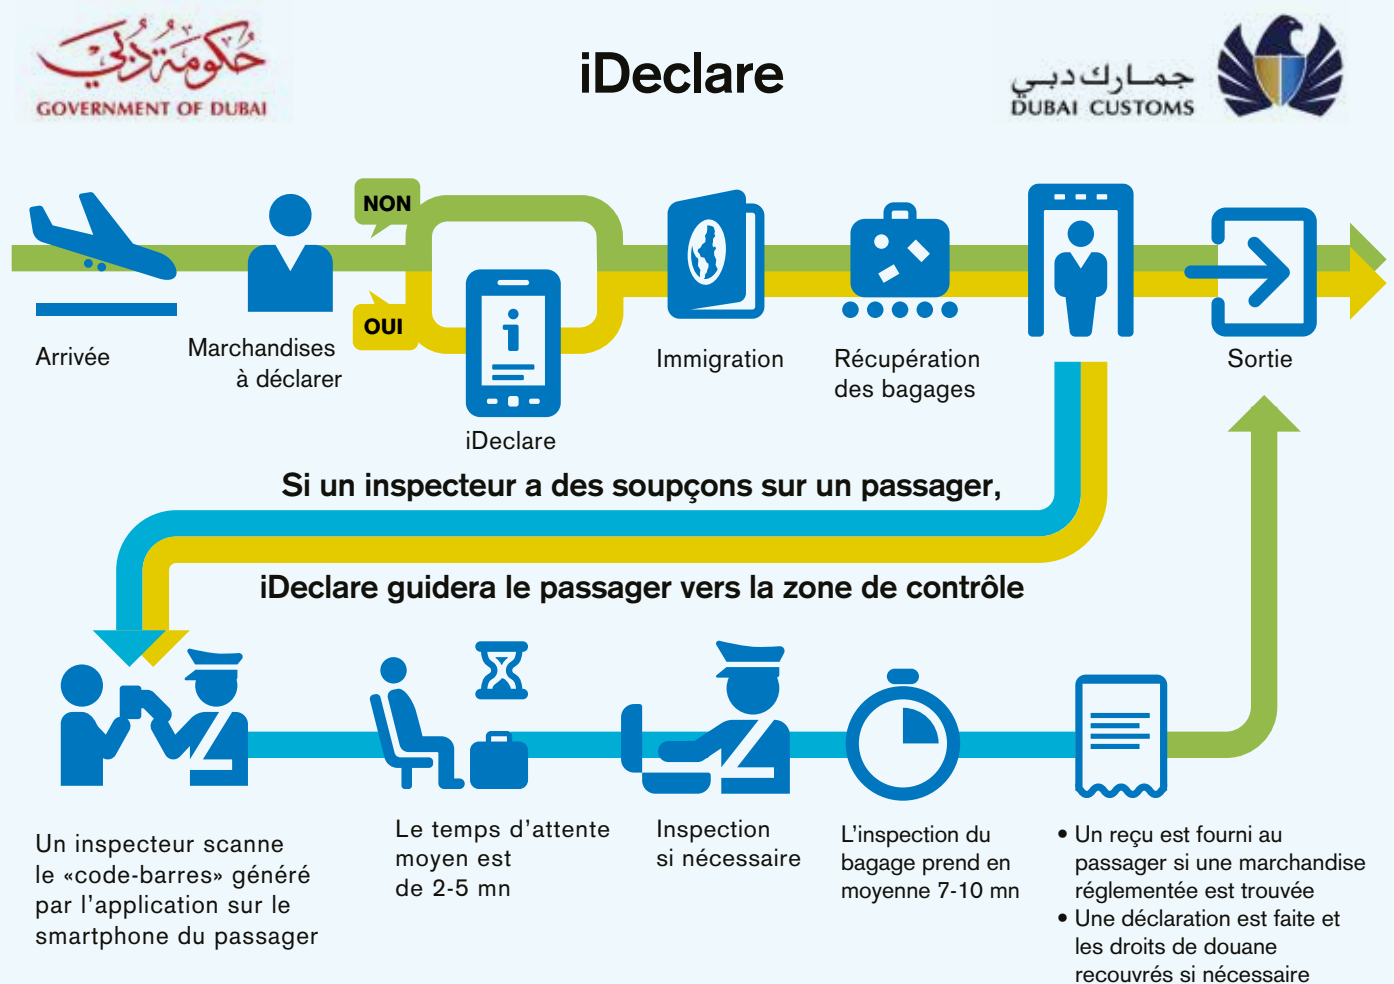 حكومة دبي
GOVERNMENT OF DUBAI
iDeclare
جمارك دبي
DUBAI CUSTOMS
NON
OUI
Arrivée
Marchandises
à déclarer
iDeclare
Immigration
Récupération
des bagages
Sortie
Si un inspecteur a des soupçons sur un passager,
iDeclare guidera le passager vers la zone de contrôle
Un inspecteur scanne
le «code-barres» généré
par l’application sur le
smartphone du passager
Le temps d’attente
moyen est
de 2-5 mn
Inspection
si nécessaire
L’inspection du
bagage prend en
moyenne 7-10 mn
• Un reçu est fourni au
passager si une marchandise
réglementée est trouvée
• Une déclaration est faite et
les droits de douane
recouvrés si nécessaire